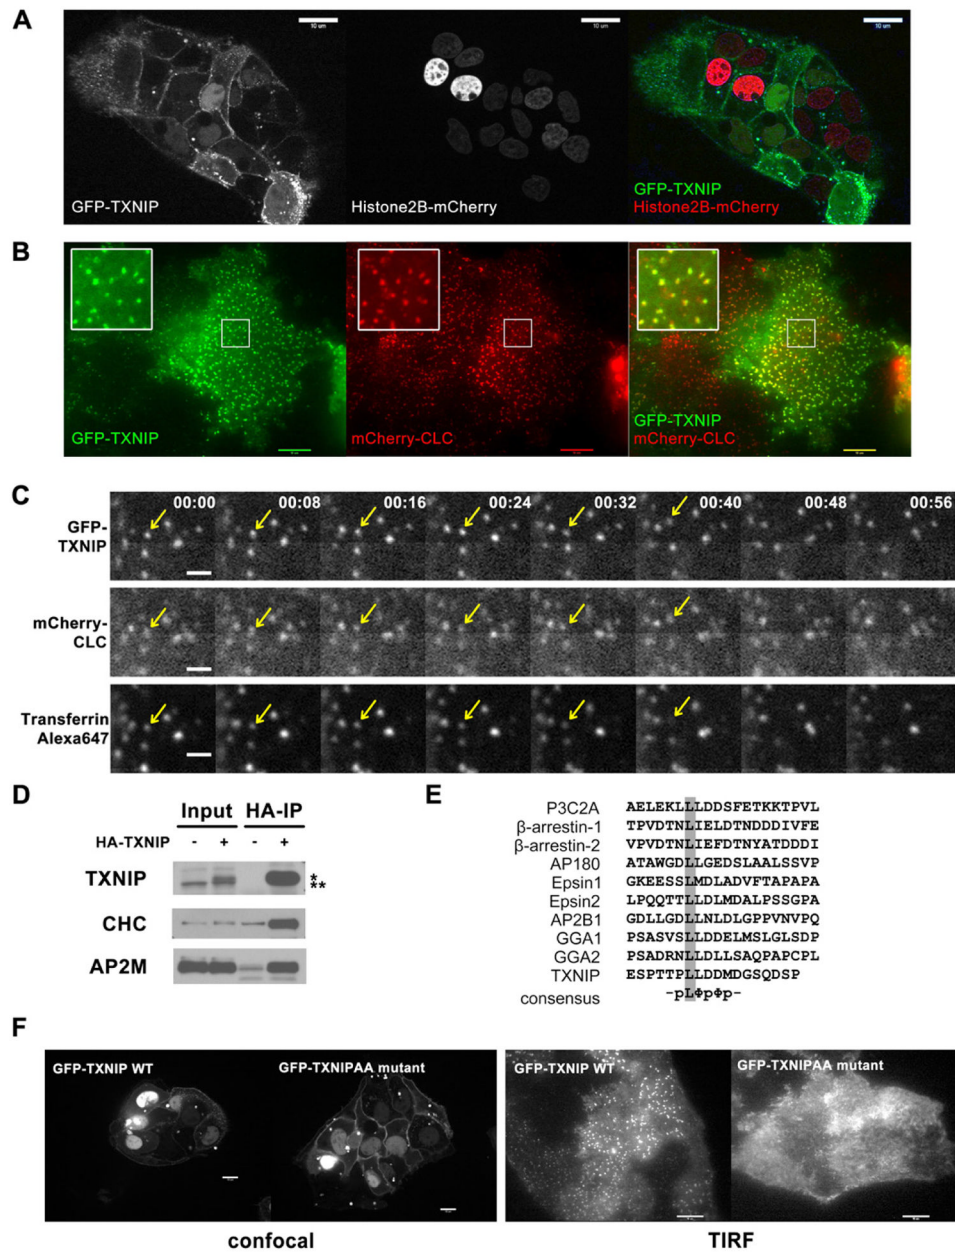 A
10 um
10 um
10 um
GFP-TXNIP
Histone2B-mCherry
GFP-TXNIP
Histone2B-mCherry
B
GFP-TXNIP
mCherry-CLC
GFP-TXNIP
mCherry-CLC
C
00:00 00:08 00:16 00:24 00:32 00:40 00:48 00:56
GFP-
TXNIP
mCherry-
CLC
Transferrin
Alexa647
D
Input HA-IP
HA-TXNIP - + - +
TXNIP
*
**
CHC
AP2M
E
P3C2A AELEKLLLDDSFETKKTPVL
β-arrestin-1 TPVDTNLIELDTNDDDIVFE
β-arrestin-2 VPVDTNLIEFDTNYATDDDI
AP180 ATAWGDLLGEDSLAALSSVP
Epsin1 GKEESSLMDLADVFTAPAPA
Epsin2 LPQQTTLLDLMDALPSSGPA
AP2B1 GDLLGDLLNLDLGPPVNVPQ
GGA1 PSASVSLLDDELMSLGLSDP
GGA2 PSADRNLLDLLSAQPAPCPL
TXNIP ESPTTPLLDDMDGSQDSP
consensus -pLΦpΦp-
F
GFP-TXNIP WT
GFP-TXNIPAA mutant
GFP-TXNIP WT
GFP-TXNIPAA mutant
confocal
TIRF